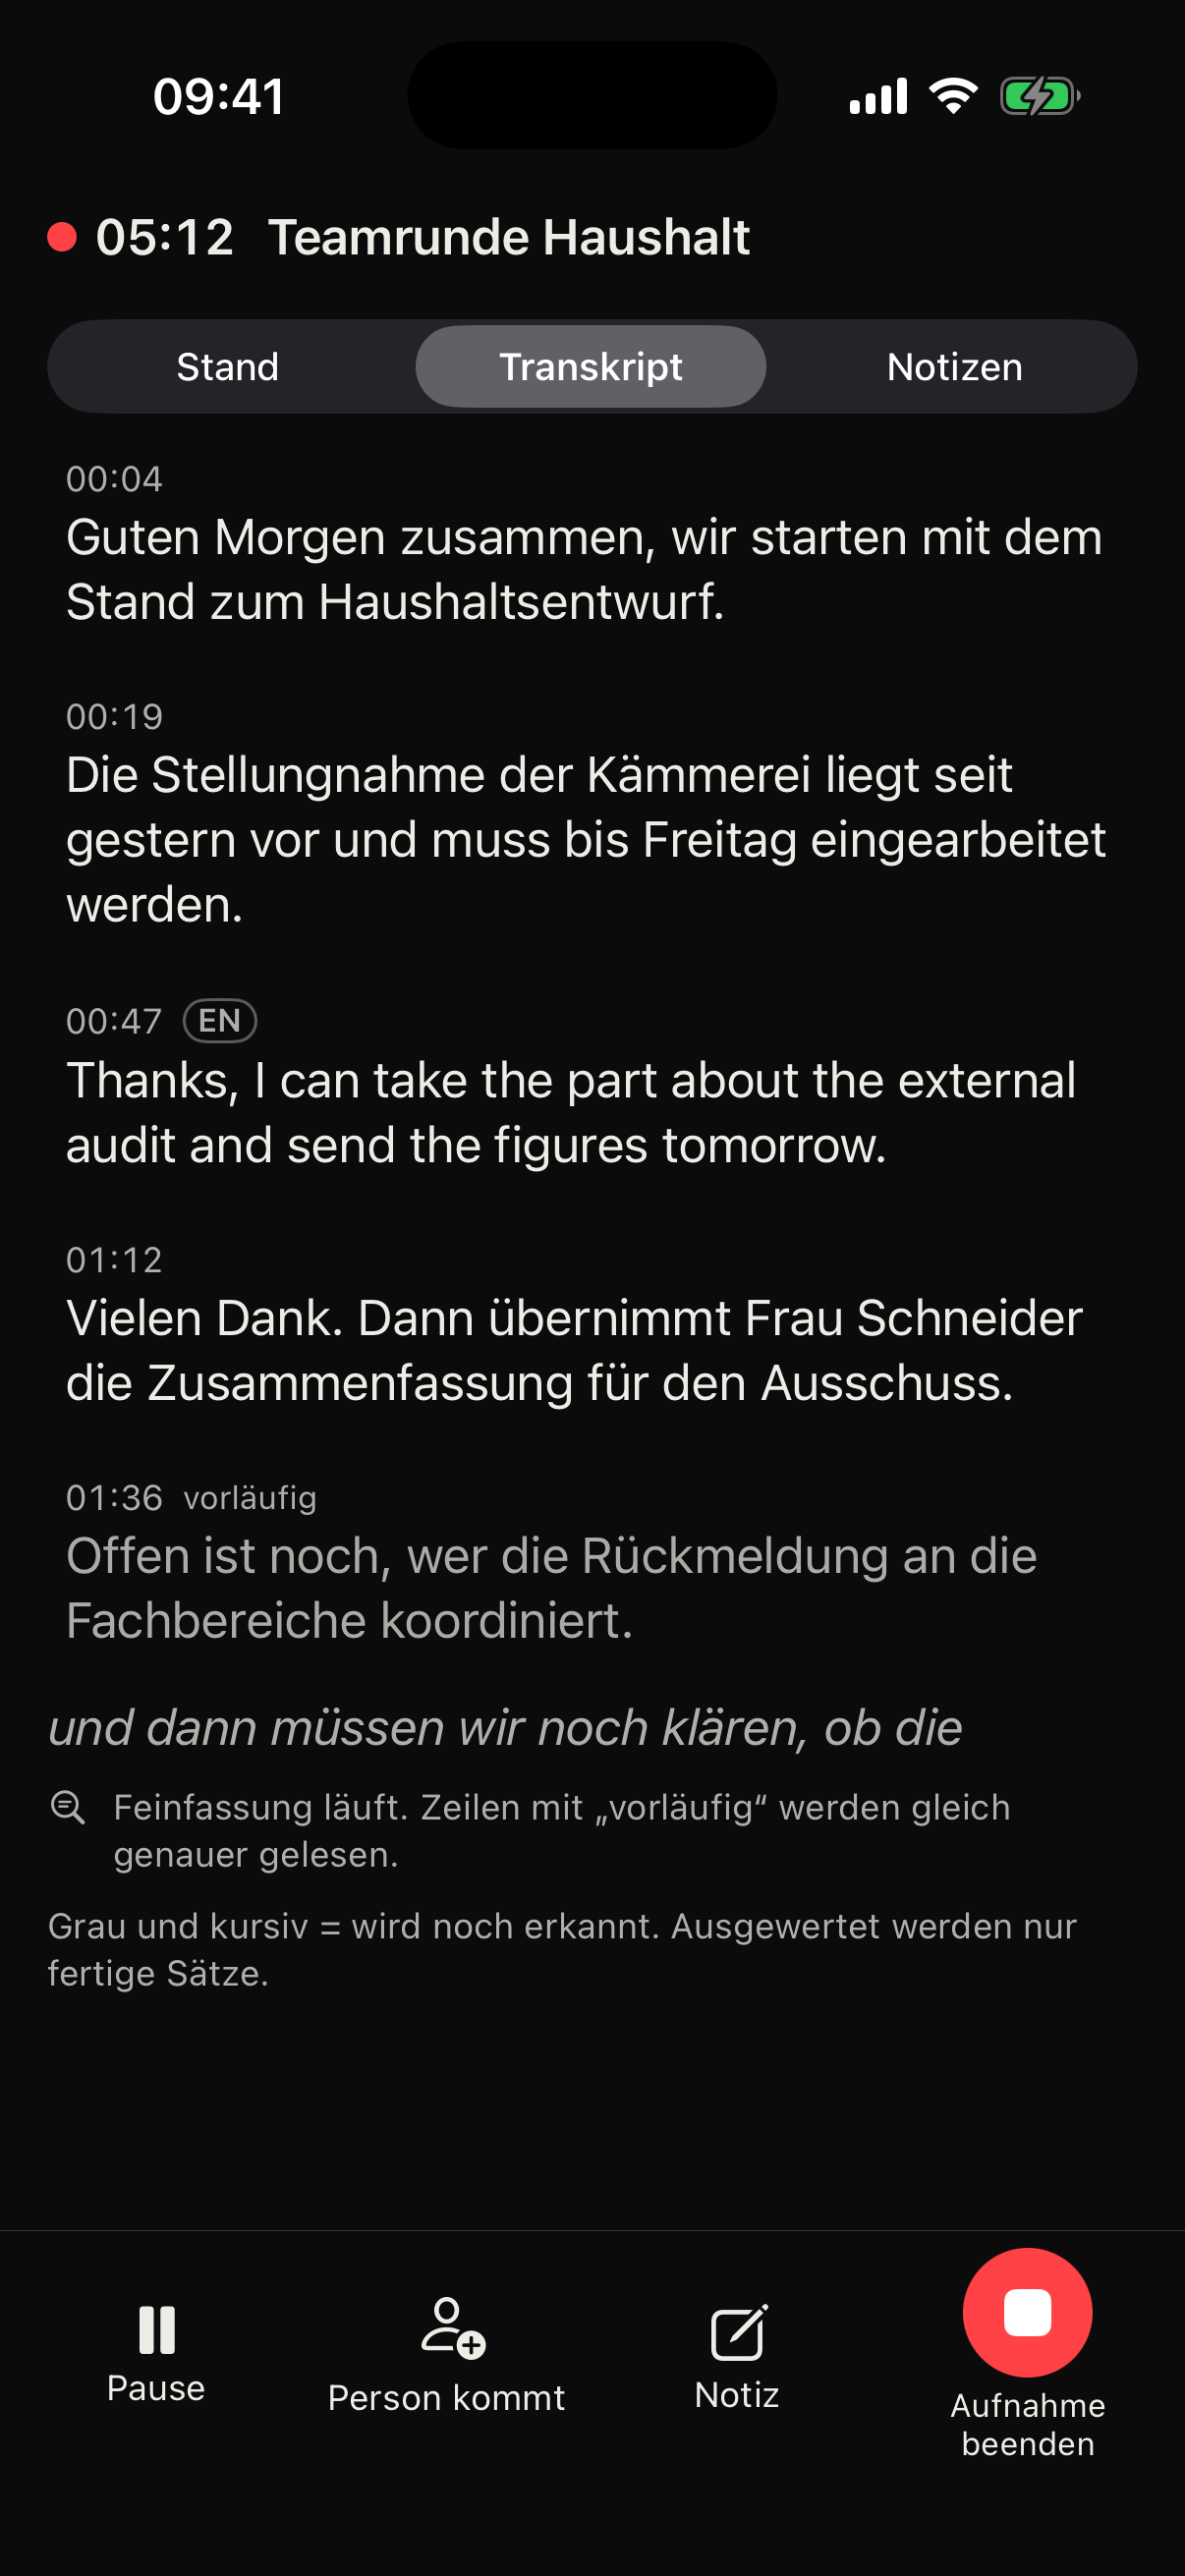 09:41
05:12 Teamrunde Haushalt
Stand Transkript Notizen
00:04
Guten Morgen zusammen, wir starten mit dem
Stand zum Haushaltsentwurf.
00:19
Die Stellungnahme der Kämmerei liegt seit
gestern vor und muss bis Freitag eingearbeitet
werden.
00:47 EN
Thanks, I can take the part about the external
audit and send the figures tomorrow.
01:12
Vielen Dank. Dann übernimmt Frau Schneider
die Zusammenfassung für den Ausschuss.
01:36 vorläufig
Offen ist noch, wer die Rückmeldung an die
Fachbereiche koordiniert.
und dann müssen wir noch klären, ob die
Feinfassung läuft. Zeilen mit „vorläufig“ werden gleich
genauer gelesen.
Grau und kursiv = wird noch erkannt. Ausgewertet werden nur
fertige Sätze.
Pause
Person kommt
Notiz
Aufnahme
beenden